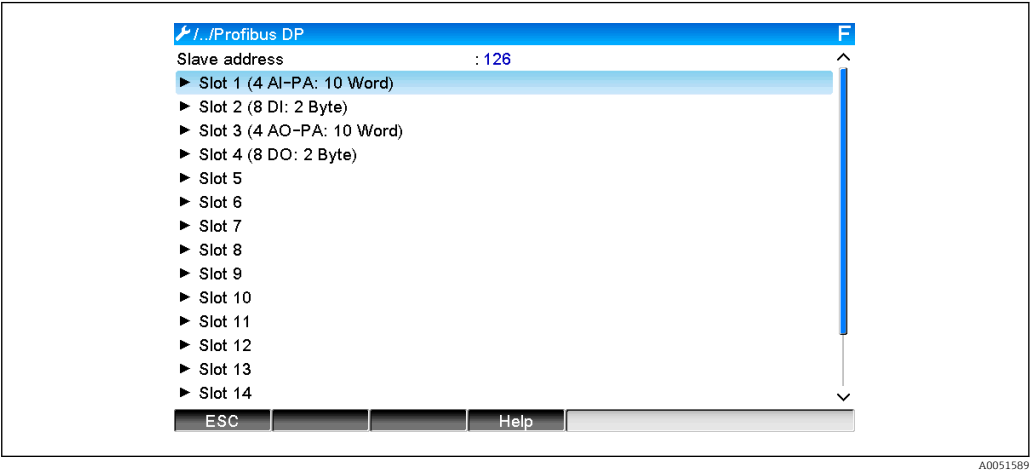 /../Profibus DP F
Slave address : 126
► Slot 1 (4 AI-PA: 10 Word)
► Slot 2 (8 DI: 2 Byte)
► Slot 3 (4 AO-PA: 10 Word)
► Slot 4 (8 DO: 2 Byte)
► Slot 5
► Slot 6
► Slot 7
► Slot 8
► Slot 9
► Slot 10
► Slot 11
► Slot 12
► Slot 13
► Slot 14
ESC Help
A0051589